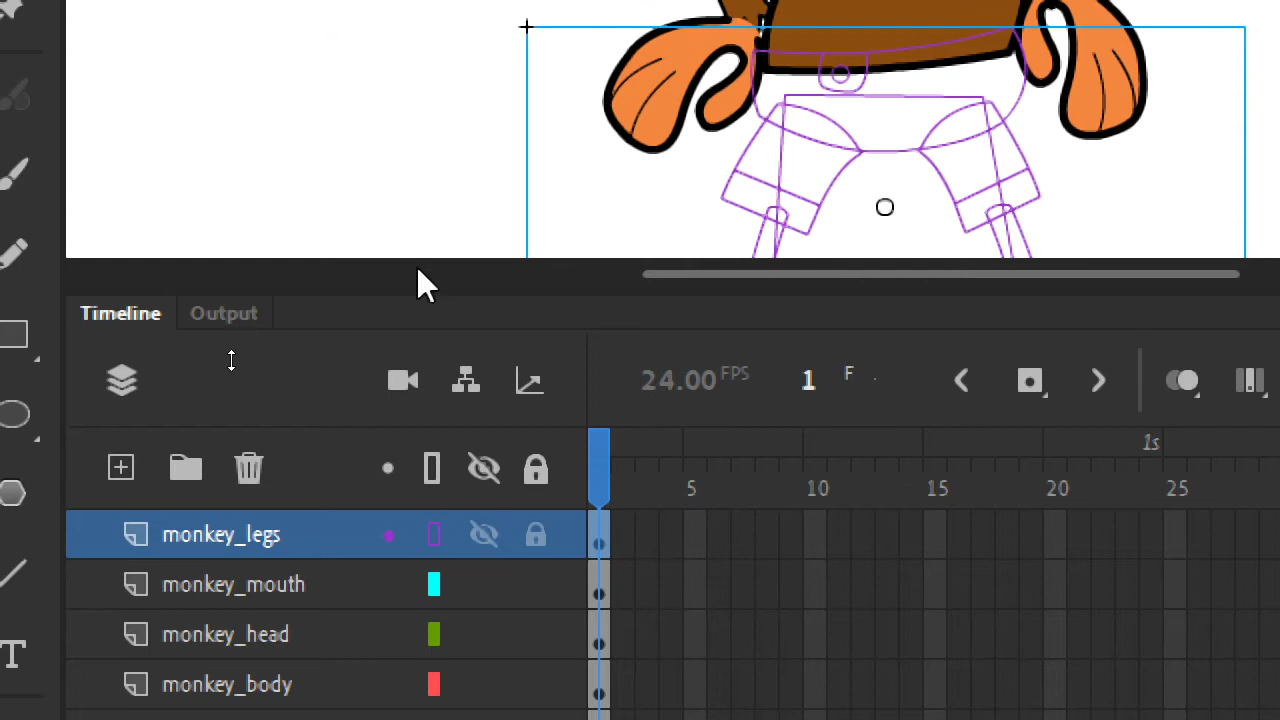 Timeline Output
24.00 FPS 1 F
1s
5 10 15 20 25
monkey_legs
monkey_mouth
monkey_head
monkey_body
T